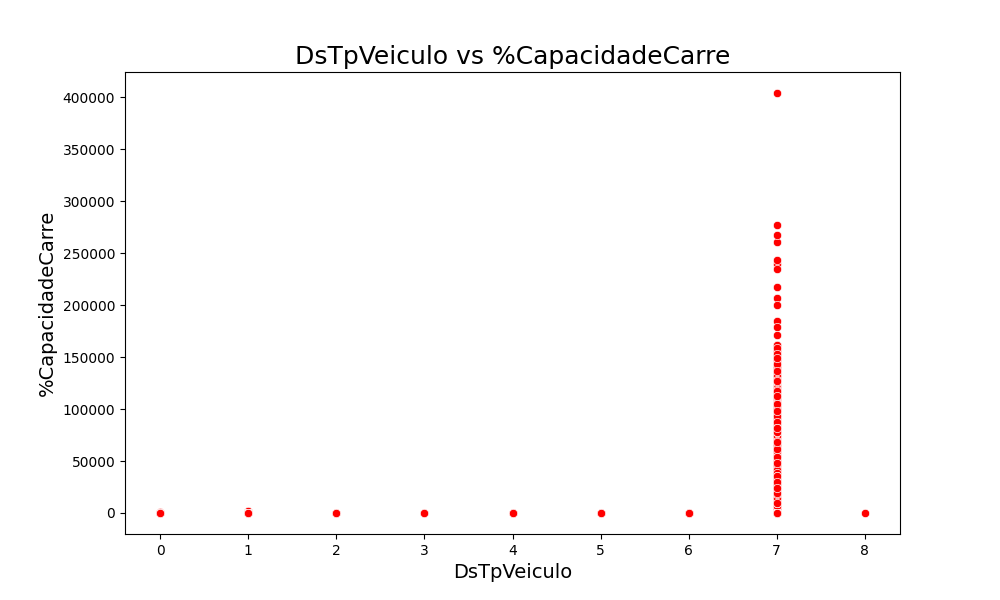 DsTpVeiculo vs %CapacidadeCarre
400000
350000
300000
250000
200000
150000
100000
50000
0
%CapacidadeCarre
0 1 2 3 4 5 6 7 8
DsTpVeiculo